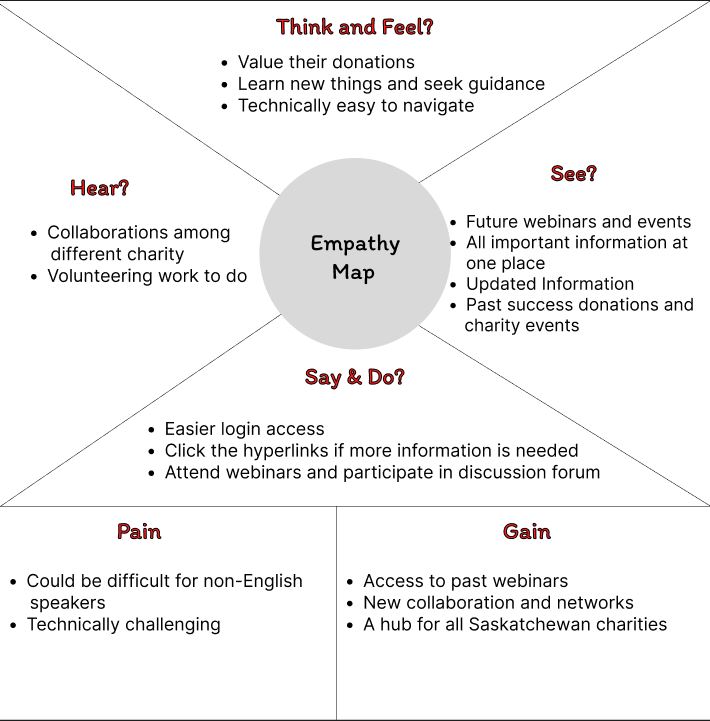 Think and Feel?
• Value their donations
• Learn new things and seek guidance
• Technically easy to navigate
Hear?
• Collaborations among
different charity
• Volunteering work to do
Empathy
Map
See?
• Future webinars and events
• All important information at
one place
• Updated Information
• Past success donations and
charity events
Say & Do?
• Easier login access
• Click the hyperlinks if more information is needed
• Attend webinars and participate in discussion forum
Pain
• Could be difficult for non-English
speakers
• Technically challenging
Gain
• Access to past webinars
• New collaboration and networks
• A hub for all Saskatchewan charities